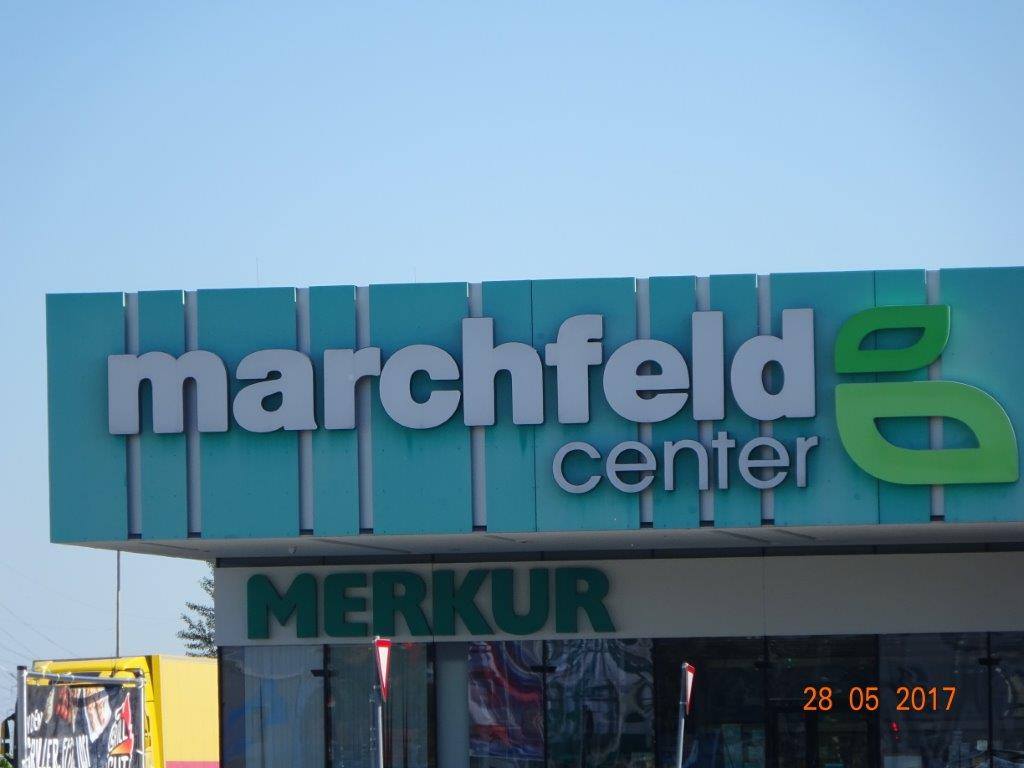 marchfeld
center
MERKUR
28 05 2017